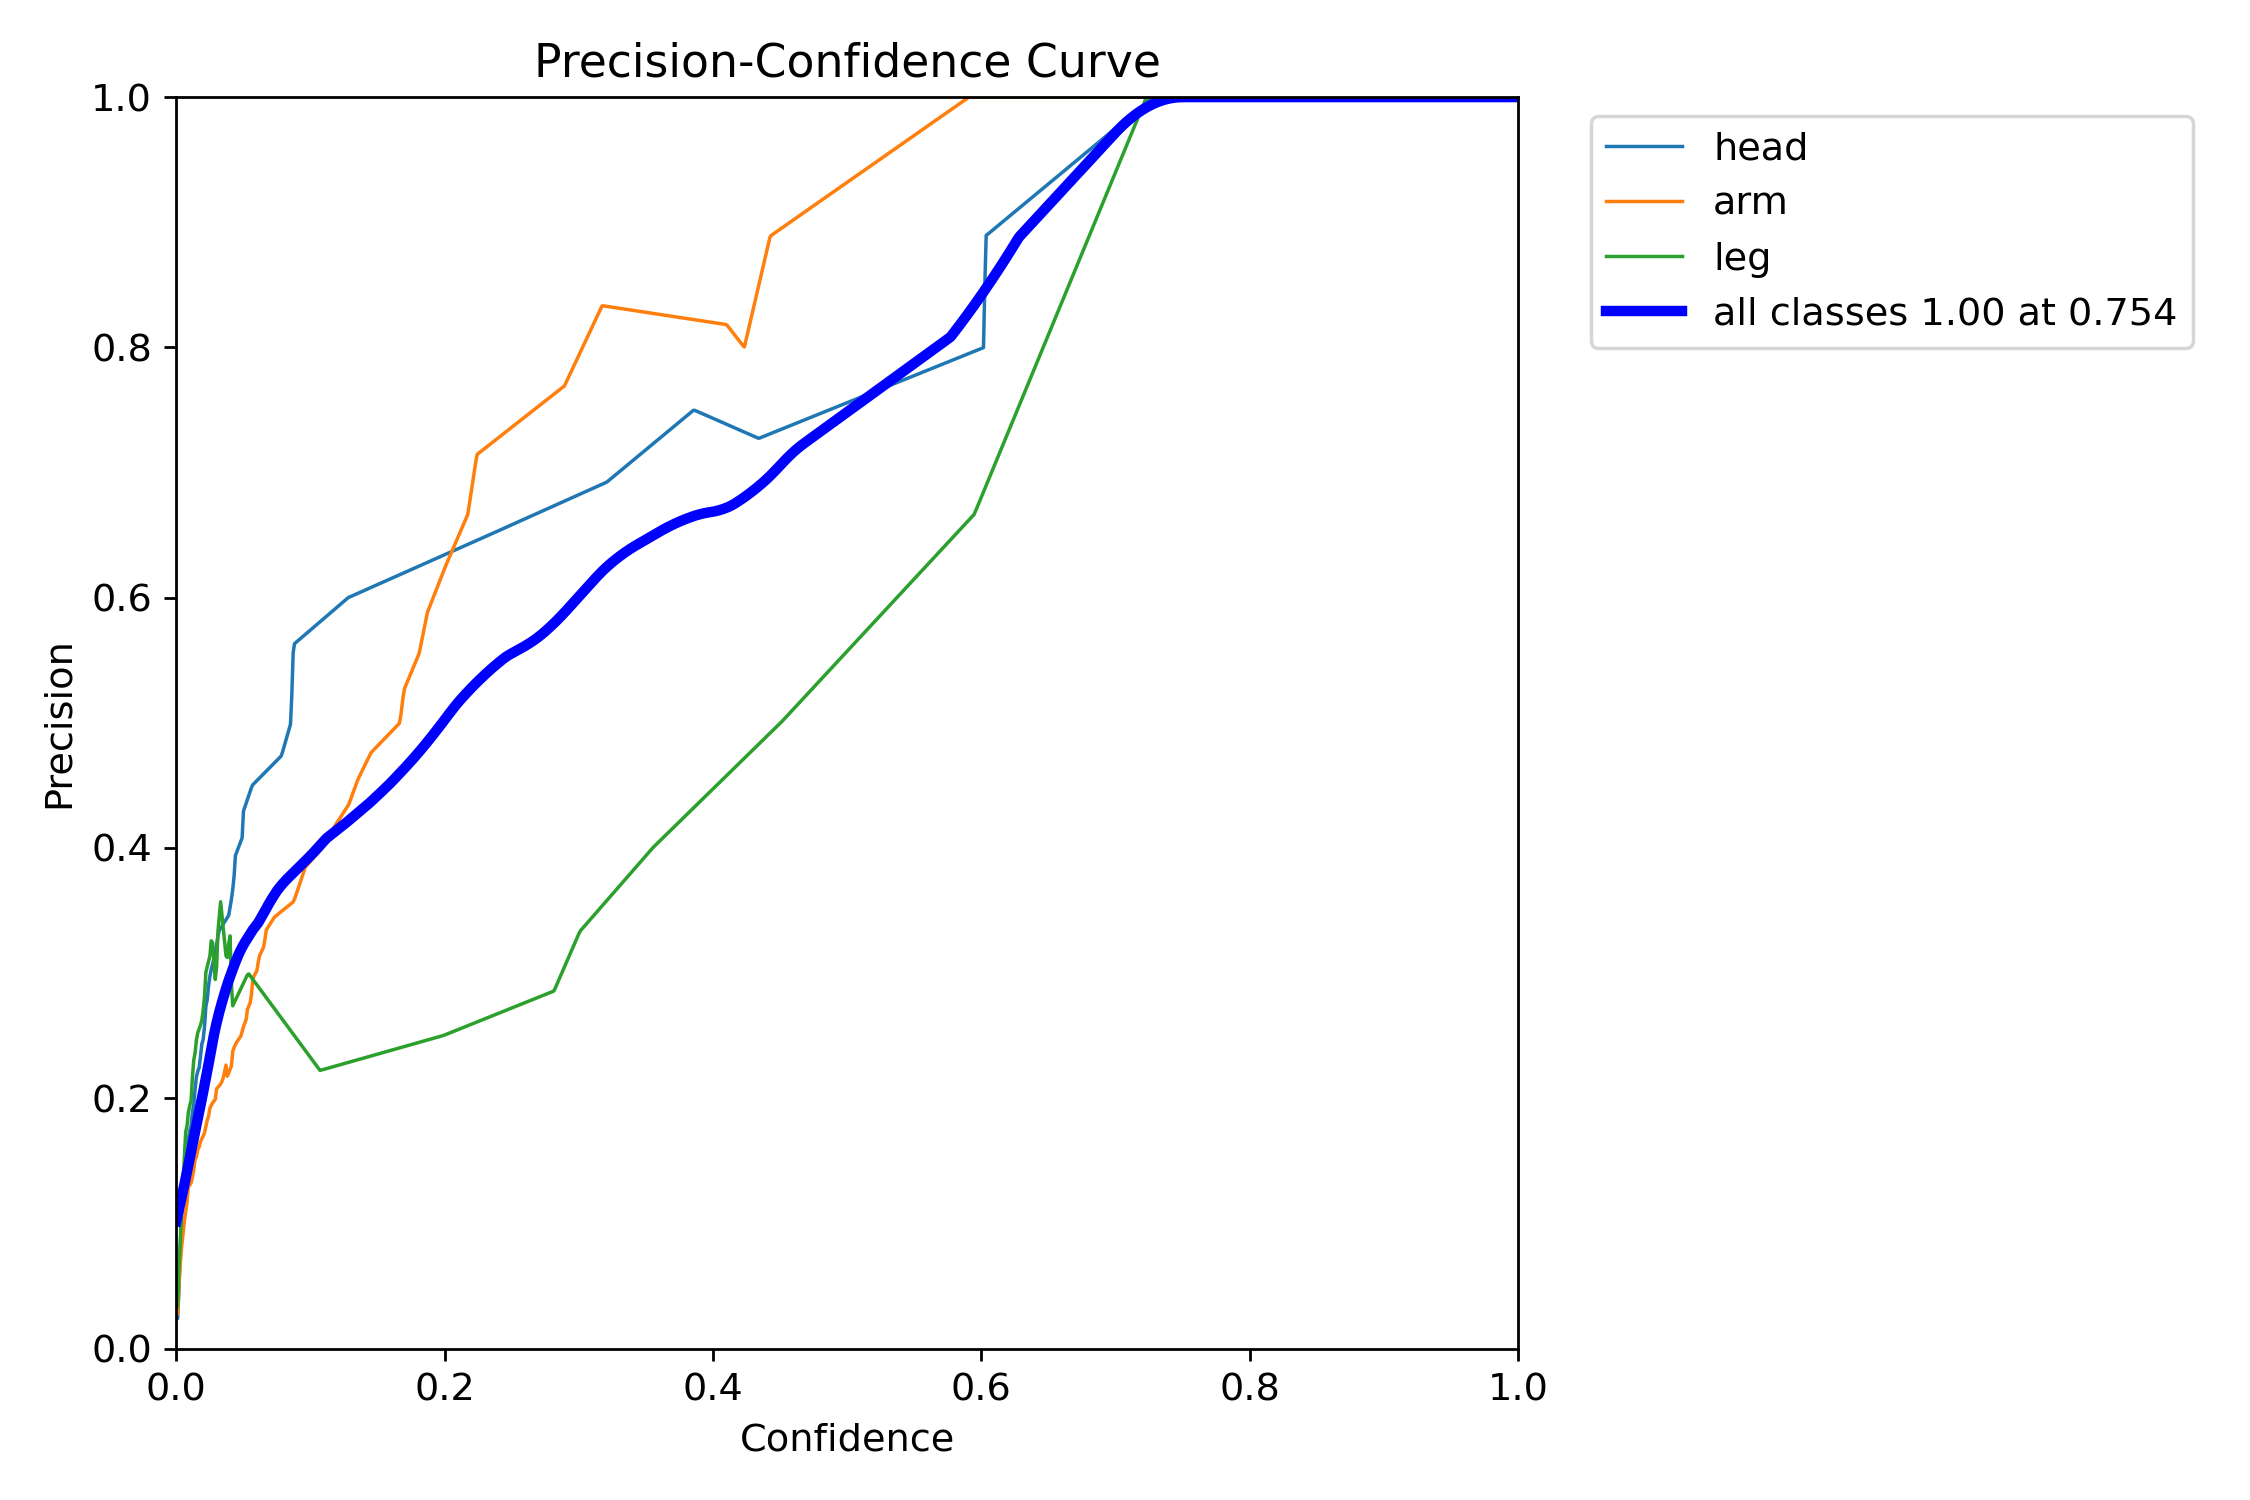 Precision-Confidence Curve
1.0
0.8
0.6
0.4
0.2
0.0
Precision
0.0 0.2 0.4 0.6 0.8 1.0
Confidence
head
arm
leg
all classes 1.00 at 0.754